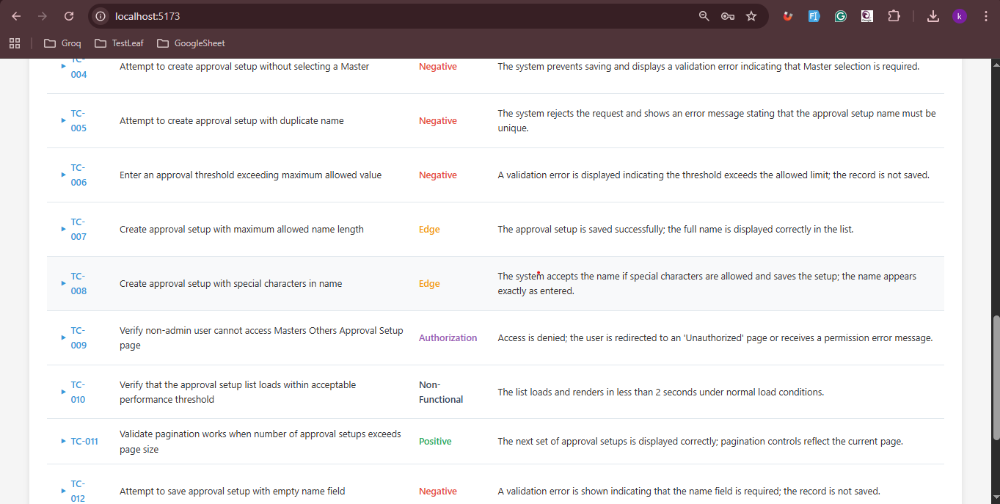 localhost:5173
k
Groq
TestLeaf
GoogleSheet
TC-
004
Attempt to create approval setup without selecting a Master
Negative
The system prevents saving and displays a validation error indicating that Master selection is required.
TC-
005
Attempt to create approval setup with duplicate name
Negative
The system rejects the request and shows an error message stating that the approval setup name must be
unique.
TC-
006
Enter an approval threshold exceeding maximum allowed value
Negative
A validation error is displayed indicating the threshold exceeds the allowed limit; the record is not saved.
TC-
007
Create approval setup with maximum allowed name length
Edge
The approval setup is saved successfully; the full name is displayed correctly in the list.
TC-
008
Create approval setup with special characters in name
Edge
The system accepts the name if special characters are allowed and saves the setup; the name appears
exactly as entered.
TC-
009
Verify non-admin user cannot access Masters Others Approval Setup
page
Authorization
Access is denied; the user is redirected to an 'Unauthorized' page or receives a permission error message.
TC-
010
Verify that the approval setup list loads within acceptable
performance threshold
Non-
Functional
The list loads and renders in less than 2 seconds under normal load conditions.
TC-011
Validate pagination works when number of approval setups exceeds
page size
Positive
The next set of approval setups is displayed correctly; pagination controls reflect the current page.
TC-
012
Attempt to save approval setup with empty name field
Negative
A validation error is shown indicating that the name field is required; the record is not saved.